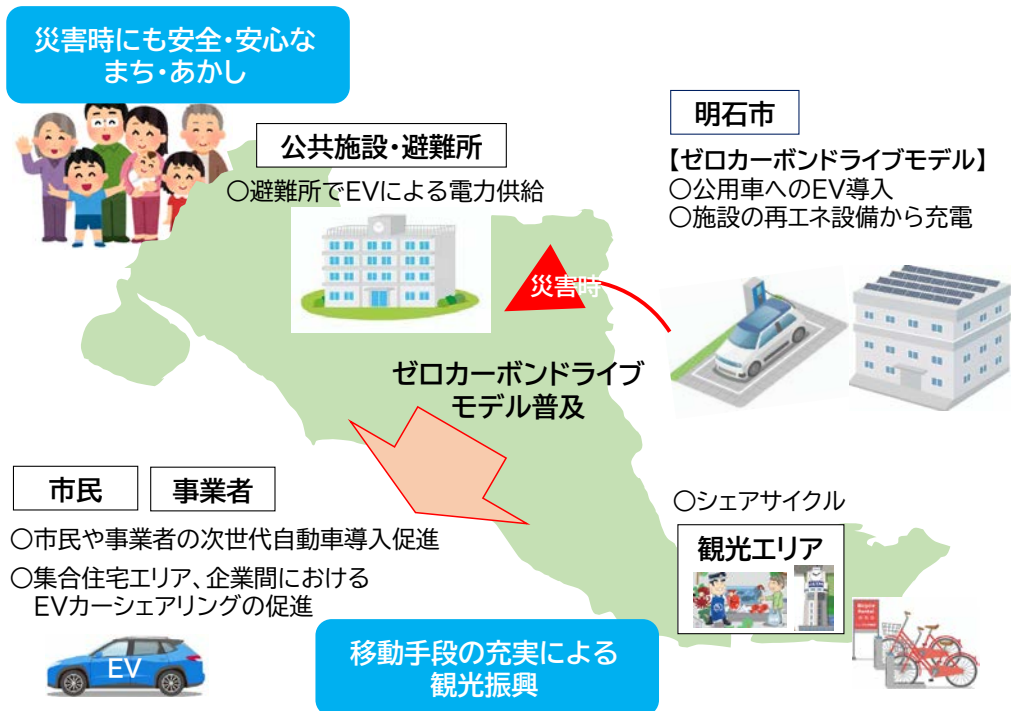 災害時にも安全・安心な
まち・あかし
公共施設・避難所
○避難所でEVによる電力供給
明石市
【ゼロカーボンドライブモデル】
○公用車へのEV導入
○施設の再エネ設備から充電
災害時
ゼロカーボンドライブ
モデル普及
市民
事業者
○市民や事業者の次世代自動車導入促進
○集合住宅エリア、企業間における
EVカーシェアリングの促進
EV
○シェアサイクル
観光エリア
Bicycle
Rental
移動手段の充実による
観光振興